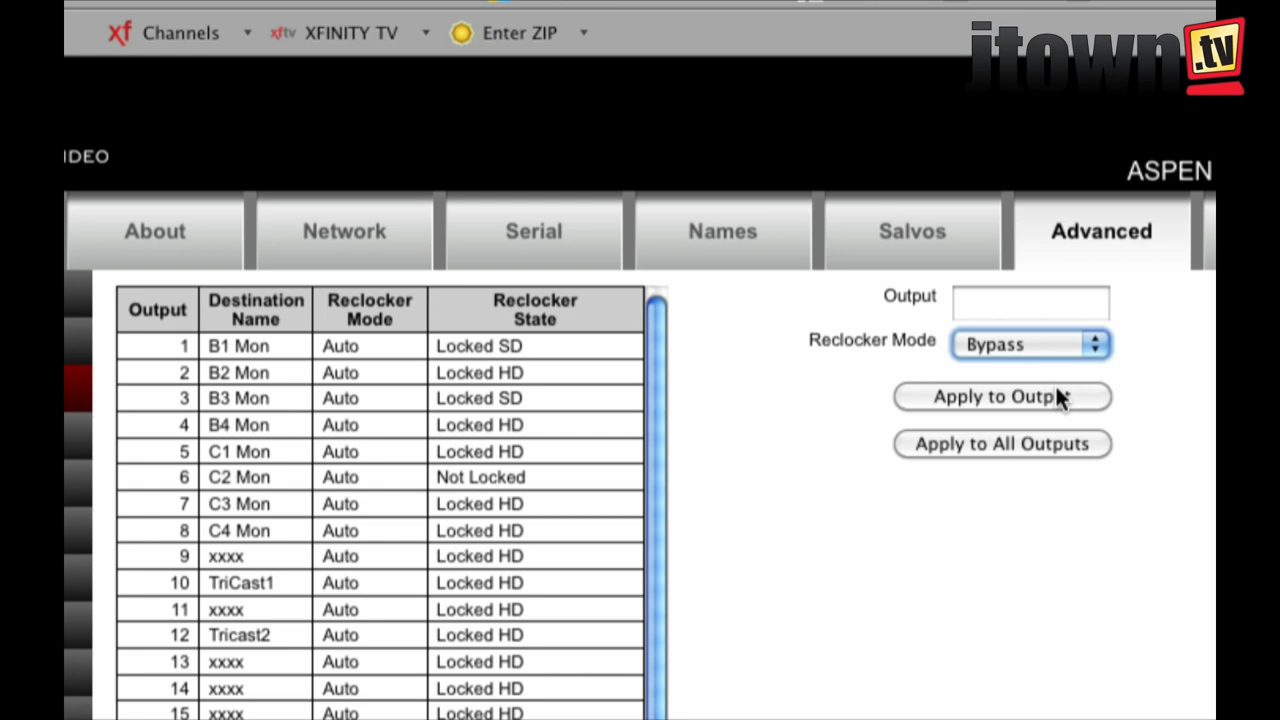 xf Channels xftv XFINITY TV Enter ZIP
jtown.tv
IDEO
ASPEN
About Network Serial Names Salvos Advanced
Output Destination Name Reclocker Mode Reclocker State
1 B1 Mon Auto Locked SD
2 B2 Mon Auto Locked HD
3 B3 Mon Auto Locked SD
4 B4 Mon Auto Locked HD
5 C1 Mon Auto Locked HD
6 C2 Mon Auto Not Locked
7 C3 Mon Auto Locked HD
8 C4 Mon Auto Locked HD
9 xxxx Auto Locked HD
10 TriCast1 Auto Locked HD
11 xxxx Auto Locked HD
12 Tricast2 Auto Locked HD
13 xxxx Auto Locked HD
14 xxxx Auto Locked HD
15 xxxx Auto Locked HD
Output
Reclocker Mode Bypass
Apply to Output
Apply to All Outputs